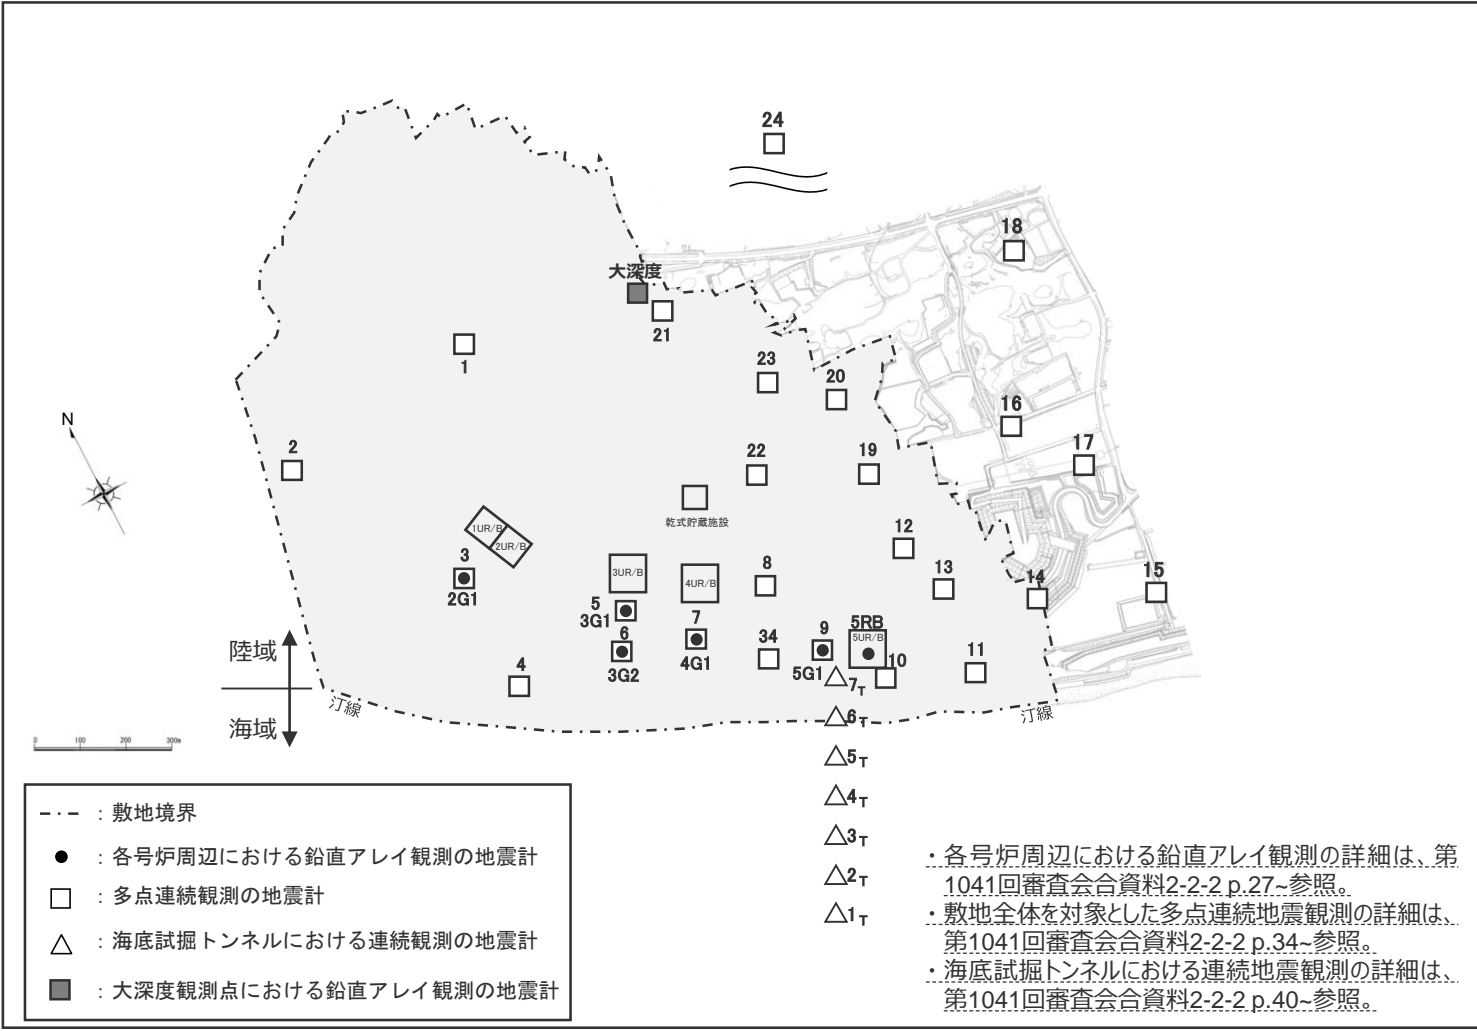 24
18
大深度
21
1
23
20
16
N
17
2
22
19
乾式貯蔵施設
1UR/B
2UR/B
12
3
2G1
3UR/B
4UR/B
8
13
14
15
5
3G1
6
3G2
7
4G1
34
9
5G1
5RB
5UR/B
10
11
4
陸域
海域
汀線
汀線
7T
6T
5T
4T
3T
2T
1T
0 100 200 300m
：敷地境界
：各号炉周辺における鉛直アレイ観測の地震計
：多点連続観測の地震計
：海底試掘トンネルにおける連続観測の地震計
：大深度観測点における鉛直アレイ観測の地震計
・各号炉周辺における鉛直アレイ観測の詳細は、第
1041回審査会合資料2-2-2 p.27~参照。
・敷地全体を対象とした多点連続地震観測の詳細は、
第1041回審査会合資料2-2-2 p.34~参照。
・海底試掘トンネルにおける連続地震観測の詳細は、
第1041回審査会合資料2-2-2 p.40~参照。